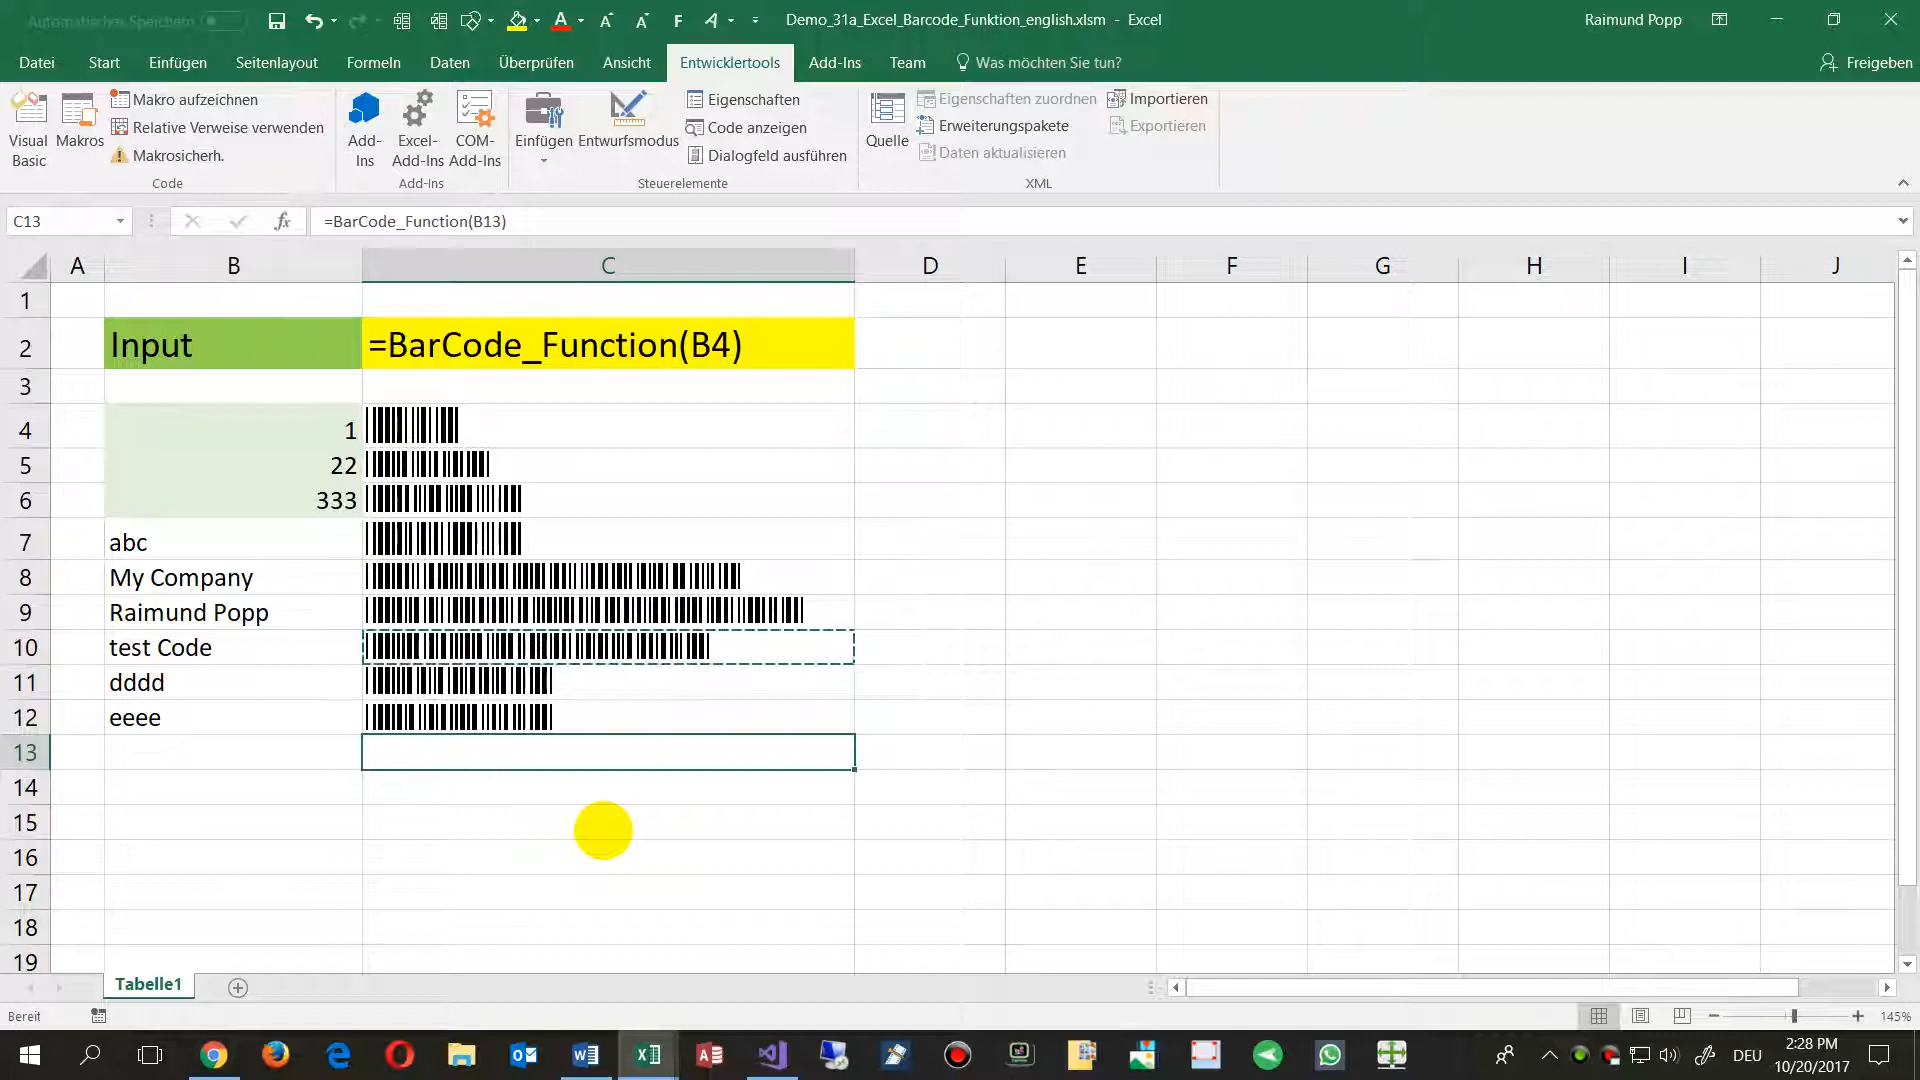 Automatisches Speichern
Demo_31a_Excel_Barcode_Funktion_english.xlsm - Excel
Raimund Popp
Datei Start Einfügen Seitenlayout Formeln Daten Überprüfen Ansicht Entwicklertools Add-Ins Team Was möchten Sie tun? Freigeben
Visual Basic
Makros
Makro aufzeichnen
Relative Verweise verwenden
Makrosicherh.
Code
Add-Ins
Excel-Add-Ins
COM-Add-Ins
Add-Ins
Einfügen
Entwurfsmodus
Eigenschaften
Code anzeigen
Dialogfeld ausführen
Steuerelemente
Quelle
Eigenschaften zuordnen
Erweiterungspakete
Daten aktualisieren
Importieren
Exportieren
XML
C13 fx =BarCode_Function(B13)
A B C D E F G H I J
1
2 Input =BarCode_Function(B4)
3
4 1
5 22
6 333
7 abc
8 My Company
9 Raimund Popp
10 test Code
11 dddd
12 eeee
13
14
15
16
17
18
19
Tabelle1
Bereit
145%
DEU
2:28 PM
10/20/2017